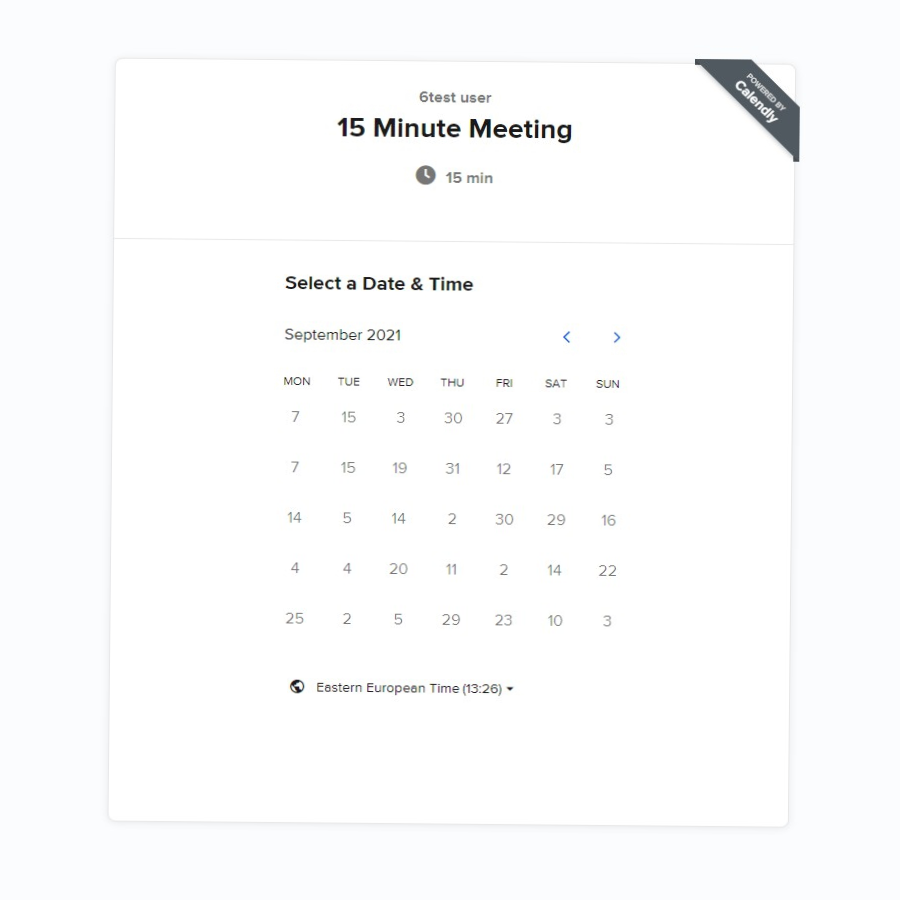 POWERED BY
Calendly
6test user
15 Minute Meeting
15 min
Select a Date & Time
September 2021
MON TUE WED THU FRI SAT SUN
7 15 3 30 27 3 3
7 15 19 31 12 17 5
14 5 14 2 30 29 16
4 4 20 11 2 14 22
25 2 5 29 23 10 3
Eastern European Time (13:26)